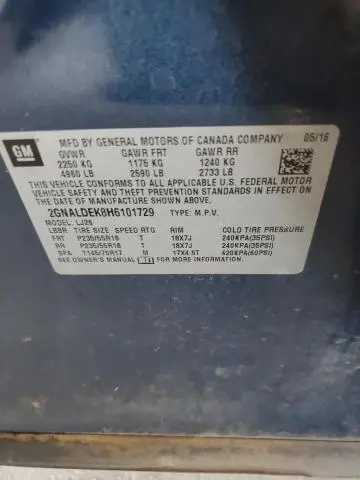 GM
MFD BY GENERAL MOTORS OF CANADA COMPANY 05/16
GVWR GAWR FRT GAWR RR
2250 KG 1175 KG 1240 KG
4960 LB 2590 LB 2733 LB
THIS VEHICLE CONFORMS TO ALL APPLICABLE U.S. FEDERAL MOTOR
VEHICLE SAFETY AND THEFT PREVENTION STANDARDS IN EFFECT ON
THE DATE OF MANUFACTURE SHOWN ABOVE.
2GNALDEK8H6101729 TYPE: M.P.V.
MODEL: LJ26
LBBR TIRE SIZE SPEED RTG RIM COLD TIRE PRESSURE
FRT P235/55R18 T 18X7J 240KPA(35PSI)
RR P235/55R18 T 18X7J 240KPA(35PSI)
SPA T145/70R17 M 17X4.5T 420KPA(60PSI)
SEE OWNER'S MANUAL FOR MORE INFORMATION.